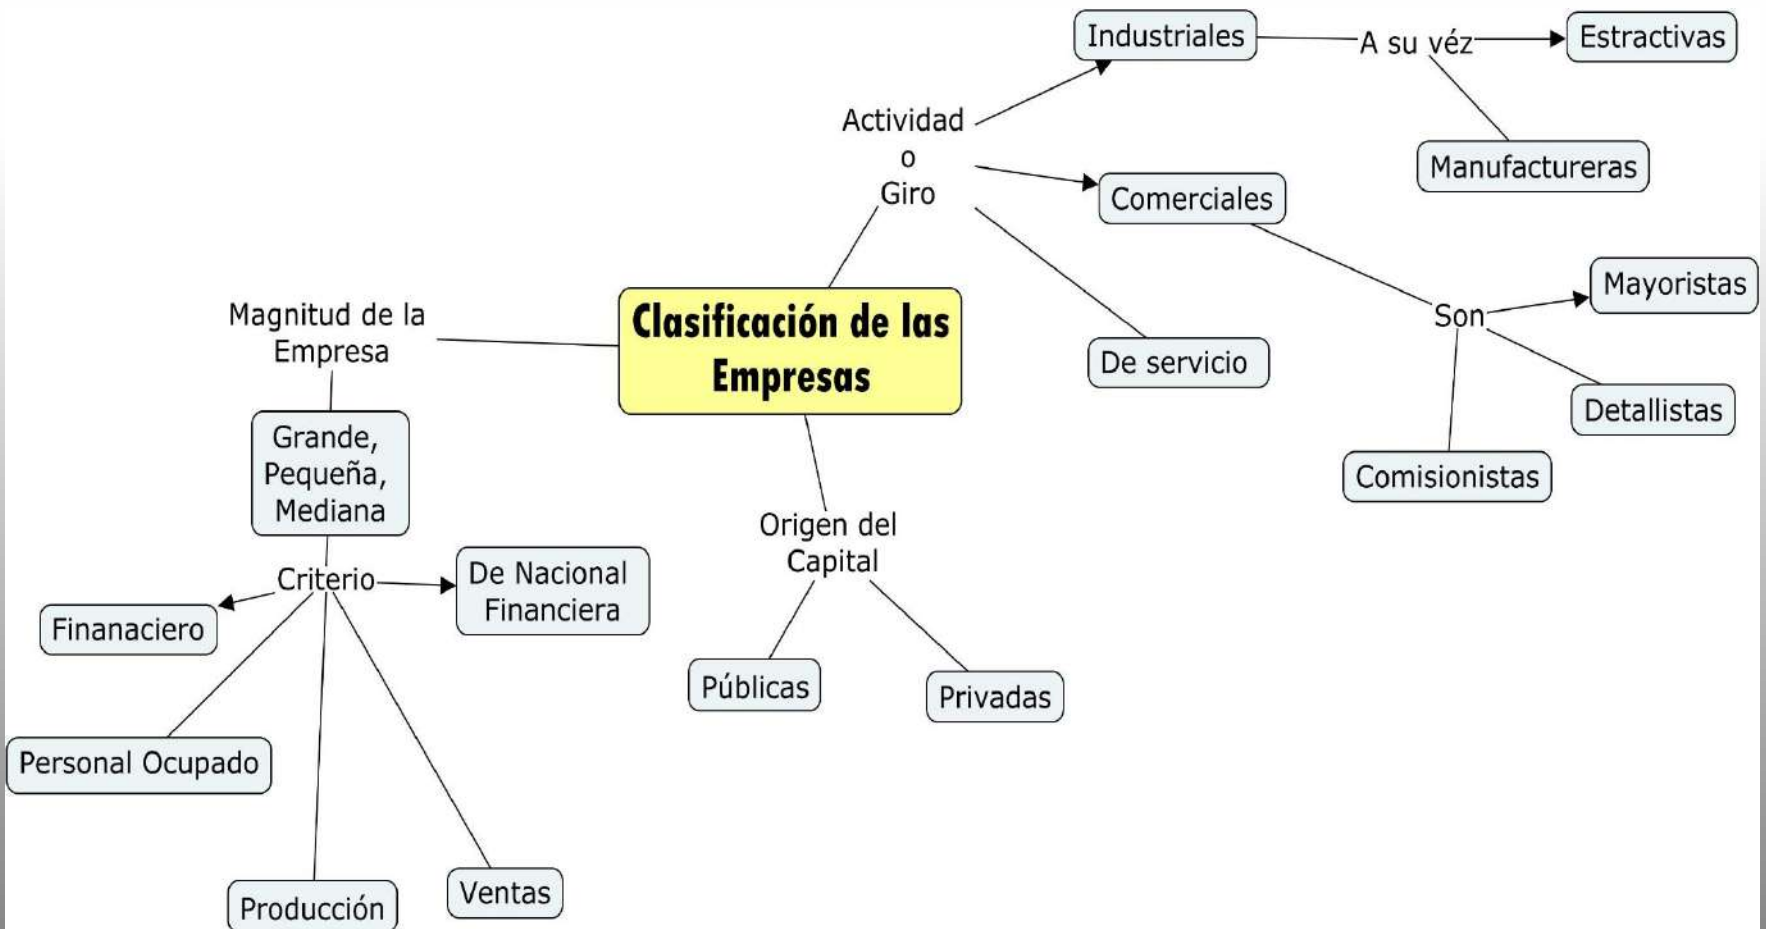 Industriales
A su véz
Estractivas
Manufactureras
Actividad
o
Giro
Comerciales
Son
Mayoristas
Detallistas
Comisionistas
De servicio
Clasificación de las
Empresas
Magnitud de la
Empresa
Grande,
Pequeña,
Mediana
Criterio
De Nacional
Financiera
Finanaciero
Personal Ocupado
Producción
Ventas
Origen del
Capital
Públicas
Privadas